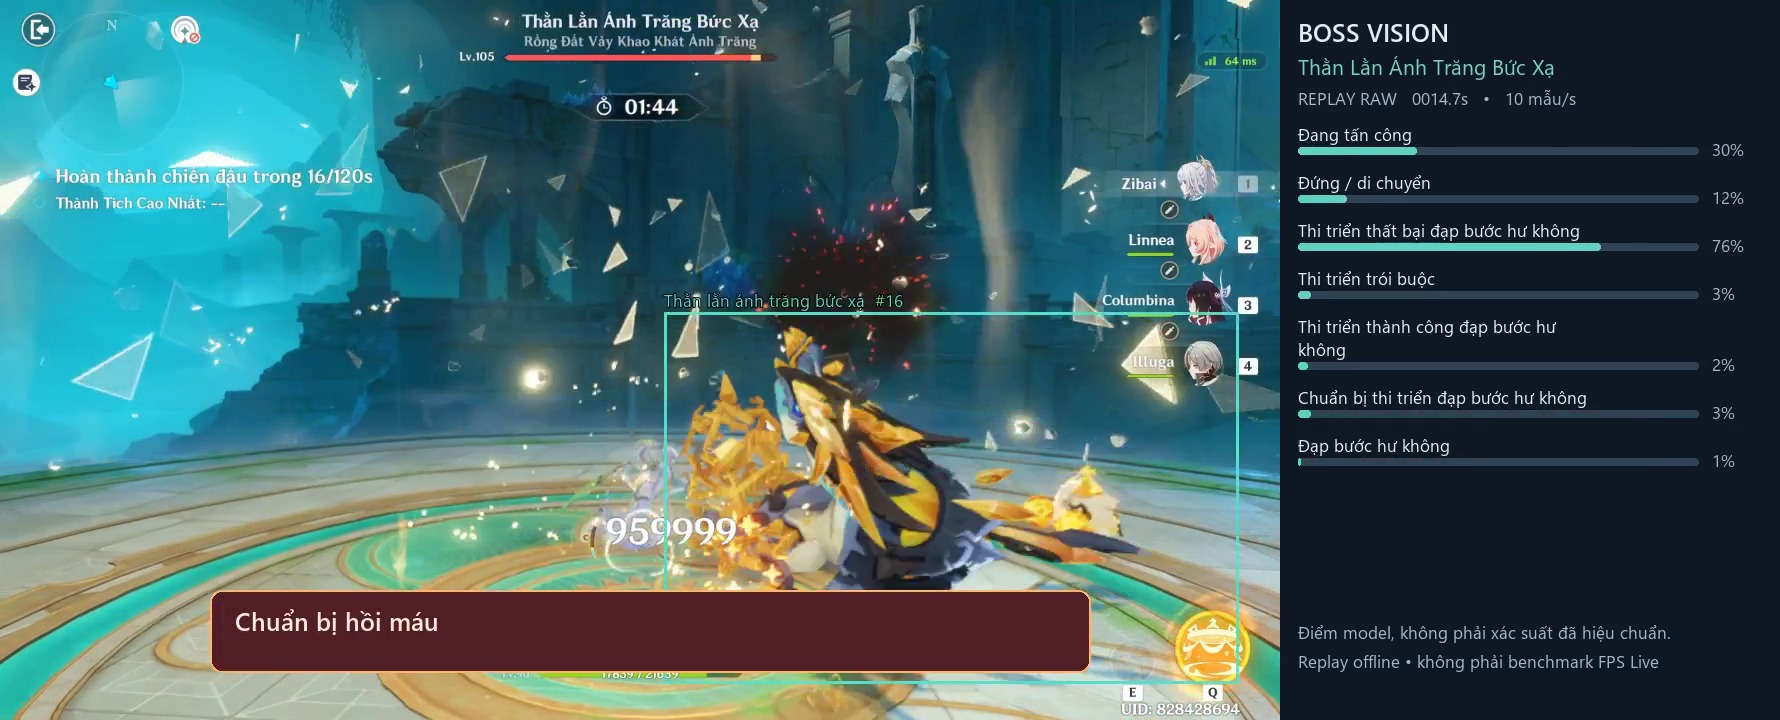 N
Thằn Lằn Ánh Trăng Bức Xạ
Rồng Đất Vảy Khao Khát Ánh Trăng
Lv.105
64 ms
01:44
Hoàn thành chiến đấu trong 16/120s
Thành Tích Cao Nhất: --
Zibai
1
Linnea
2
Columbina
3
Illuga
4
Thằn lằn ánh trăng bức xạ #16
959999
Chuẩn bị hồi máu
Lv.90
17839 / 21639
E
Q
UID: 828428694
BOSS VISION
Thằn Lằn Ánh Trăng Bức Xạ
REPLAY RAW 0014.7s • 10 mẫu/s
Đang tấn công
30%
Đứng / di chuyển
12%
Thi triển thất bại đạp bước hư không
76%
Thi triển trói buộc
3%
Thi triển thành công đạp bước hư
không
2%
Chuẩn bị thi triển đạp bước hư không
3%
Đạp bước hư không
1%
Điểm model, không phải xác suất đã hiệu chuẩn.
Replay offline • không phải benchmark FPS Live